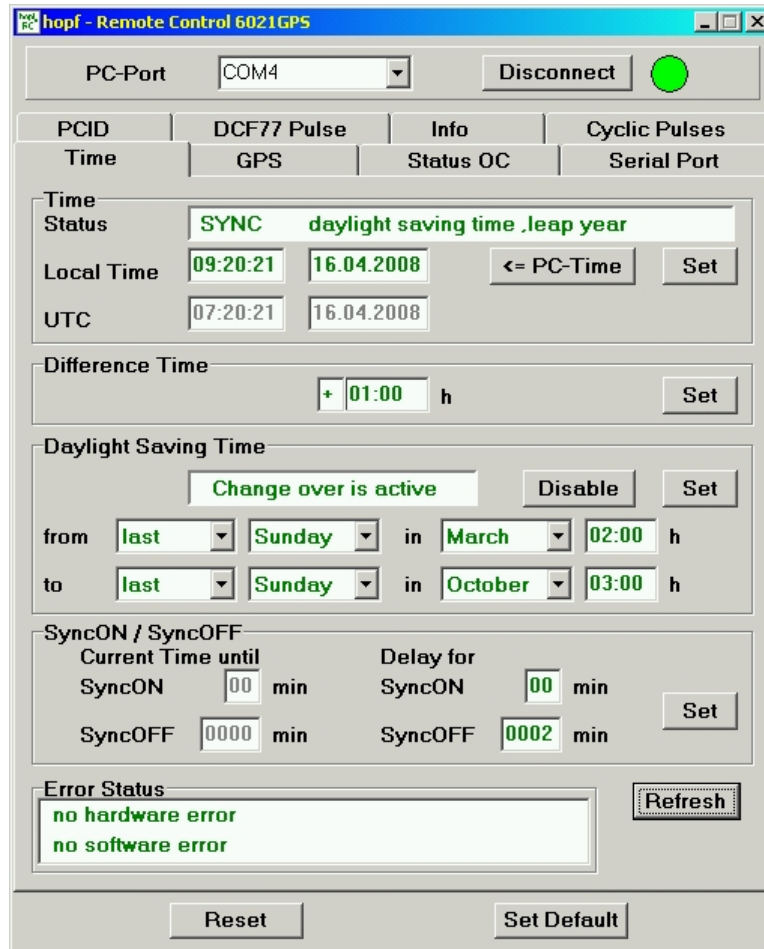 hopf RC hopf - Remote Control 6021GPS
PC-Port COM4 Disconnect
PCID DCF77 Pulse Info Cyclic Pulses
Time GPS Status OC Serial Port
Time
Status SYNC daylight saving time ,leap year
Local Time 09:20:21 16.04.2008 <= PC-Time Set
UTC 07:20:21 16.04.2008
Difference Time
+ 01:00 h Set
Daylight Saving Time
Change over is active Disable Set
from last Sunday in March 02:00 h
to last Sunday in October 03:00 h
SyncON / SyncOFF
Current Time until Delay for
SyncON 00 min SyncON 00 min
Set
SyncOFF 0000 min SyncOFF 0002 min
Error Status
Refresh
no hardware error
no software error
Reset Set Default